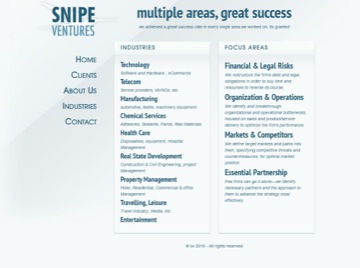 SNIPE
VENTURES
multiple areas, great success
we achieved a great success rate in every single area we worked on, its granted
HOME
CLIENTS
ABOUT US
INDUSTRIES
CONTACT
INDUSTRIES
Technology
Software and Hardware, eCommerce
Telecom
Service providers, MVNOs, etc.
Manufacturing
automotive, textile, machinery equipment
Chemical Services
Adhesives, Sealants, Paints, Raw Materials
Health Care
Disposables, equipment, Hospital
Management
Real State Development
Construction & Civil Engineering, project
Management
Property Management
Hotel, Residential, Commercial & office
Management
Travelling, Leisure
Travel Industry, Media, etc
Entertainment
FOCUS AREAS
Financial & Legal Risks
We restructure the firm's debt and legal
obligations in order to buy time and
resources to reverse its course.
Organization & Operations
We identify and breakthrough
organizational and operational bottlenecks,
focused on sales and product/service
delivery to optimize the firm's performance
Markets & Competitors
We define target markets and paths into
them, specifying competitive threats and
countermeasures, for optimal market
position.
Essential Partnership
Few firms can go it alone—we identify
necessary partners and the approach to
them to advance the strategy most
effectively.
© sv 2010 - All rights reserved